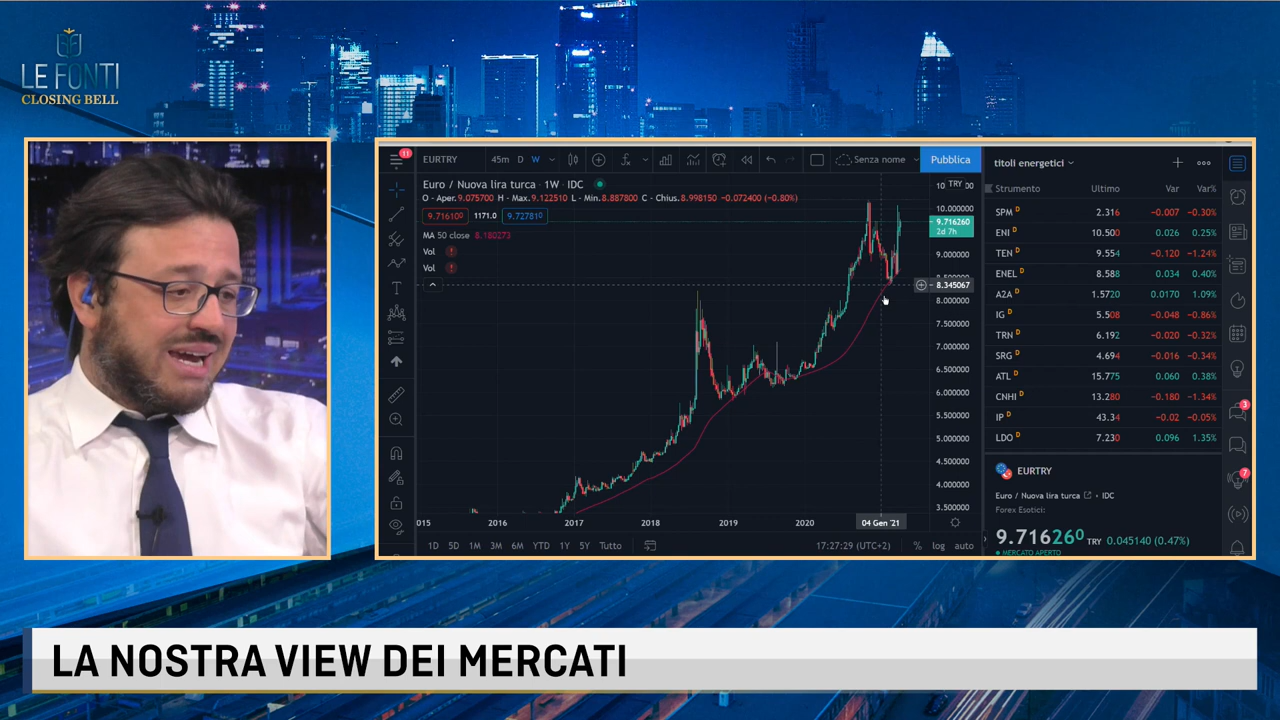 LE FONTI
CLOSING BELL
11
EURTRY
45m D W
Senza nome
Pubblica
Euro / Nuova lira turca · 1W · IDC
O - Aper.9.075700 H - Max.9.122510 L - Min.8.887800 C - Chius.8.998150 -0.072400 (-0.80%)
9.716100 1171.0 9.727810
MA 50 close 8.180273
Vol
Vol
TRY
10.000000
9.716260
2d 7h
9.000000
8.500000
8.345067
8.000000
7.500000
7.000000
6.500000
6.000000
5.500000
5.000000
4.500000
4.000000
3.500000
015 2016 2017 2018 2019 2020 04 Gen '21
1D 5D 1M 3M 6M YTD 1Y 5Y Tutto
17:27:29 (UTC+2) % log auto
titoli energetici
Strumento Ultimo Var Var%
SPM D 2.316 -0.007 -0.30%
ENI D 10.500 0.026 0.25%
TEN D 9.554 -0.120 -1.24%
ENEL D 8.588 0.034 0.40%
A2A D 1.5720 0.0170 1.09%
IG D 5.508 -0.048 -0.86%
TRN D 6.192 -0.020 -0.32%
SRG D 4.694 -0.016 -0.34%
ATL D 15.775 0.060 0.38%
CNHI D 13.280 -0.180 -1.34%
IP D 43.34 -0.02 -0.05%
LDO D 7.230 0.096 1.35%
EURTRY
Euro / Nuova lira turca · IDC
Forex Esotici:
9.716260 TRY 0.045140 (0.47%)
MERCATO APERTO
3
7
LA NOSTRA VIEW DEI MERCATI